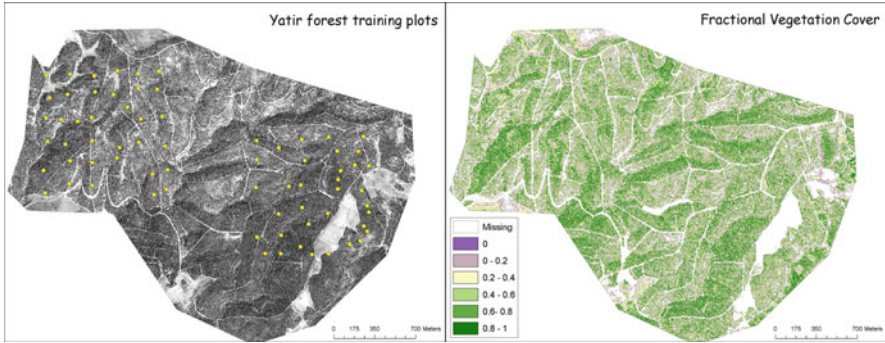 Yatir forest training plots
0 175 350 700 Meters
Fractional Vegetation Cover
Missing
0
0 - 0.2
0.2 - 0.4
0.4 - 0.6
0.6- 0.8
0.8 - 1
0 175 350 700 Meters